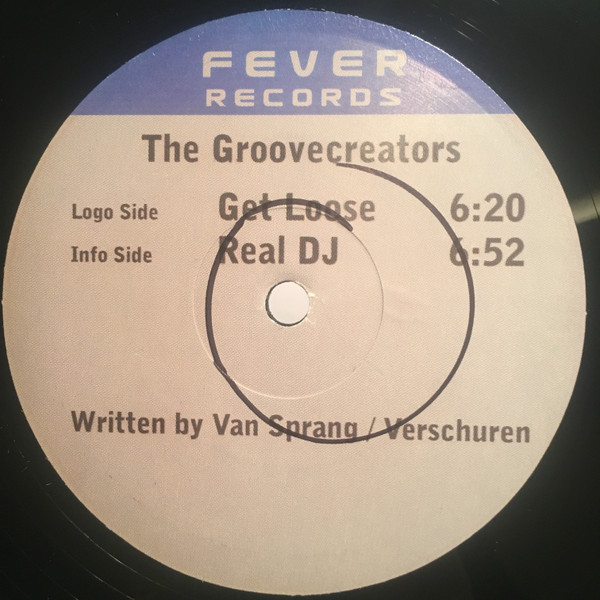 FEVER
RECORDS
The Groovecreators
Logo Side Get Loose 6:20
Info Side Real DJ 6:52
Written by Van Sprang / Verschuren